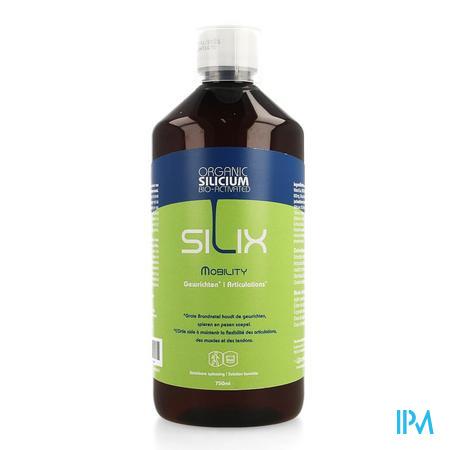 ORGANIC
SILICIUM
BIO-ACTIVATED
SILIX
MOBILITY
Gewrichten* | Articulations*
*Grote Brandnetel houdt de gewrichten,
spieren en pezen soepel.
*L'Ortie aide à maintenir la flexibilité des articulations,
des muscles et des tendons.
Drinkbare oplossing / Solution buvable
750ml
IPM